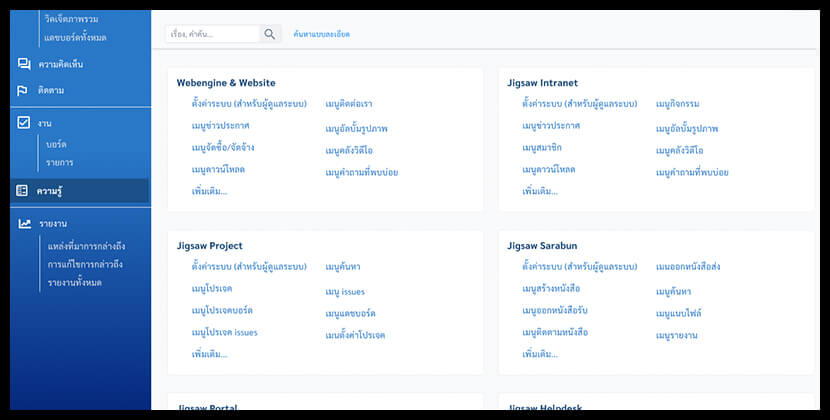 วิดเจ็ตภาพรวม
แดชบอร์ดทั้งหมด
ความคิดเห็น
ติดตาม
งาน
บอร์ด
รายการ
ความรู้
รายงาน
แหล่งที่มาการกล่าวถึง
การแก้ไขการกล่าวถึง
รายงานทั้งหมด
เรื่อง, คำค้น...
ค้นหาแบบละเอียด
Webengine & Website
ตั้งค่าระบบ (สำหรับผู้ดูแลระบบ)
เมนูข่าวประกาศ
เมนูจัดซื้อ/จัดจ้าง
เมนูดาวน์โหลด
เพิ่มเติม...
เมนูติดต่อเรา
เมนูอัลบั้มรูปภาพ
เมนูคลังวิดีโอ
เมนูคำถามที่พบบ่อย
Jigsaw Intranet
ตั้งค่าระบบ (สำหรับผู้ดูแลระบบ)
เมนูข่าวประกาศ
เมนูสมาชิก
เมนูดาวน์โหลด
เพิ่มเติม...
เมนูกิจกรรม
เมนูอัลบั้มรูปภาพ
เมนูคลังวิดีโอ
เมนูคำถามที่พบบ่อย
Jigsaw Project
ตั้งค่าระบบ (สำหรับผู้ดูแลระบบ)
เมนูโปรเจค
เมนูโปรเจคบอร์ด
เมนูโปรเจค issues
เพิ่มเติม...
เมนูค้นหา
เมนู issues
เมนูแดชบอร์ด
เมนตั้งค่าโปรเจค
Jigsaw Sarabun
ตั้งค่าระบบ (สำหรับผู้ดูแลระบบ)
เมนูสร้างหนังสือ
เมนูออกหนังสือรับ
เมนูติดตามหนังสือ
เพิ่มเติม...
เมนออกหนังสือส่ง
เมนูค้นหา
เมนูแนบไฟล์
เมนูรายงาน
Jigsaw Portal
Jigsaw Helpdesk